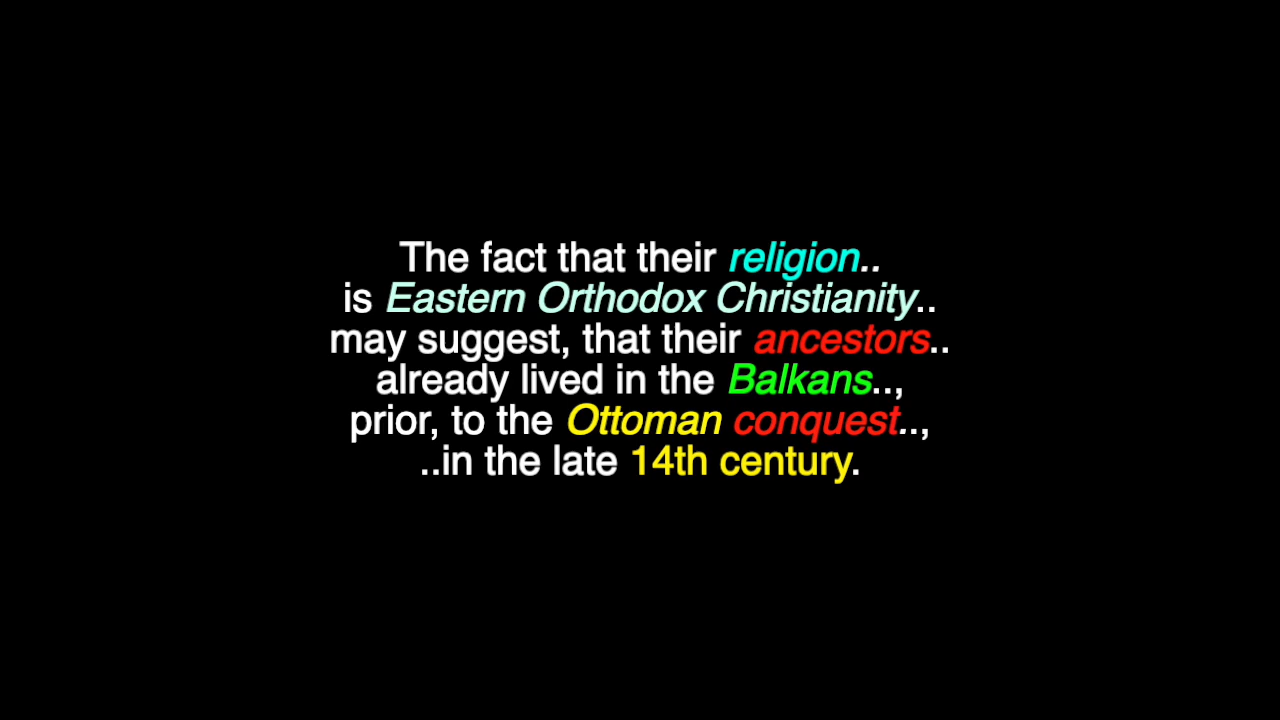 The fact that their religion..
is Eastern Orthodox Christianity..
may suggest, that their ancestors..
already lived in the Balkans..,
prior, to the Ottoman conquest..,
..in the late 14th century.